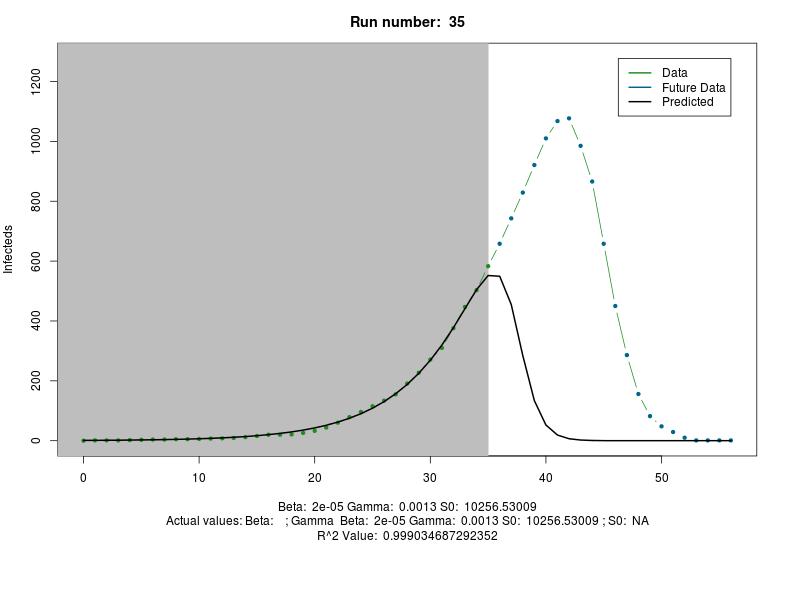 Run number:  35
1200
1000
800
600
400
200
0
Infecteds
Data
Future Data
Predicted
0 10 20 30 40 50
Beta:  2e-05 Gamma:  0.0013 S0:  10256.53009
Actual values: Beta:    ; Gamma  Beta:  2e-05 Gamma:  0.0013 S0:  10256.53009 ; S0:  NA
R^2 Value:  0.999034687292352